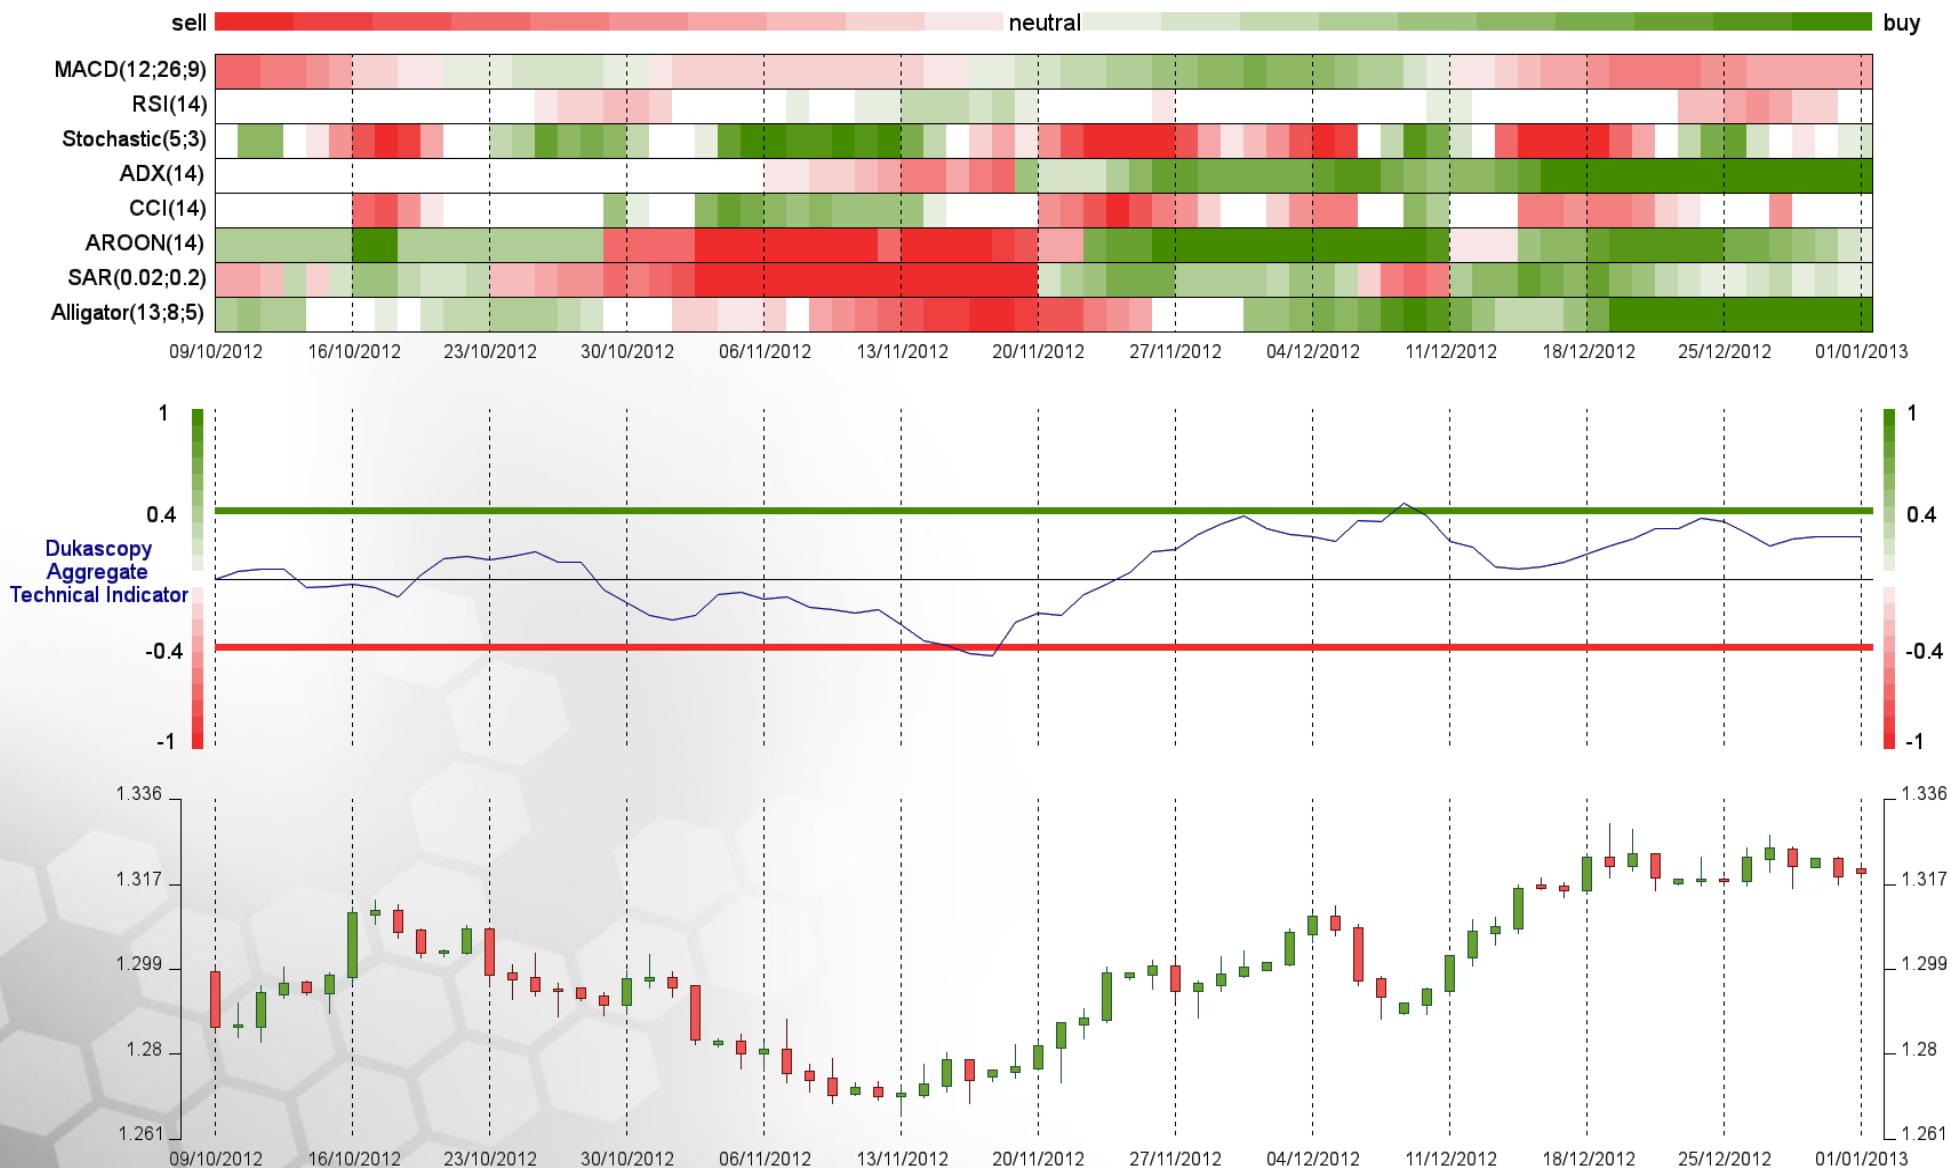 sell neutral buy
MACD(12;26;9)
RSI(14)
Stochastic(5;3)
ADX(14)
CCI(14)
AROON(14)
SAR(0.02;0.2)
Alligator(13;8;5)
09/10/2012 16/10/2012 23/10/2012 30/10/2012 06/11/2012 13/11/2012 20/11/2012 27/11/2012 04/12/2012 11/12/2012 18/12/2012 25/12/2012 01/01/2013
1 1
0.4 0.4
Dukascopy
Aggregate
Technical Indicator
-0.4 -0.4
-1 -1
1.336 1.336
1.317 1.317
1.299 1.299
1.28 1.28
1.261 1.261
09/10/2012 16/10/2012 23/10/2012 30/10/2012 06/11/2012 13/11/2012 20/11/2012 27/11/2012 04/12/2012 11/12/2012 18/12/2012 25/12/2012 01/01/2013